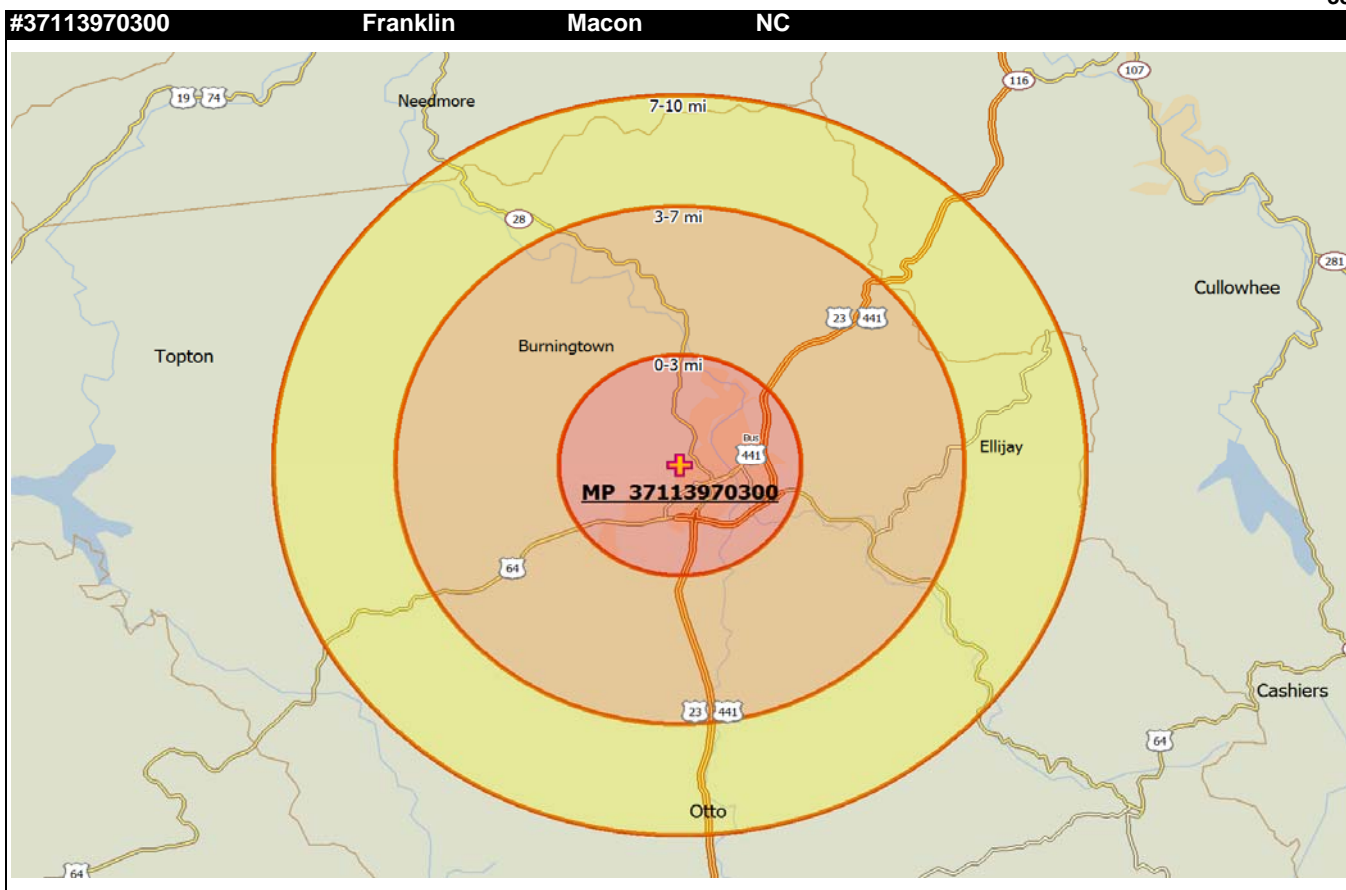 #37113970300 Franklin Macon NC
107
116
19 74
Needmore
7-10 mi
28
3-7 mi
281
Cullowhee
23 441
Burningtown
Topton
0-3 mi
Bus
441
Ellijay
MP 37113970300
64
Cashiers
23 441
64
Otto
64